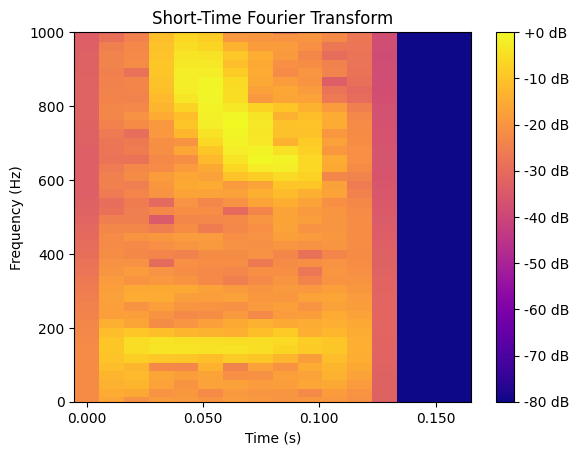 Short-Time Fourier Transform
1000
800
600
400
200
0
Frequency (Hz)
0.000
0.050
0.100
0.150
Time (s)
+0 dB
-10 dB
-20 dB
-30 dB
-40 dB
-50 dB
-60 dB
-70 dB
-80 dB